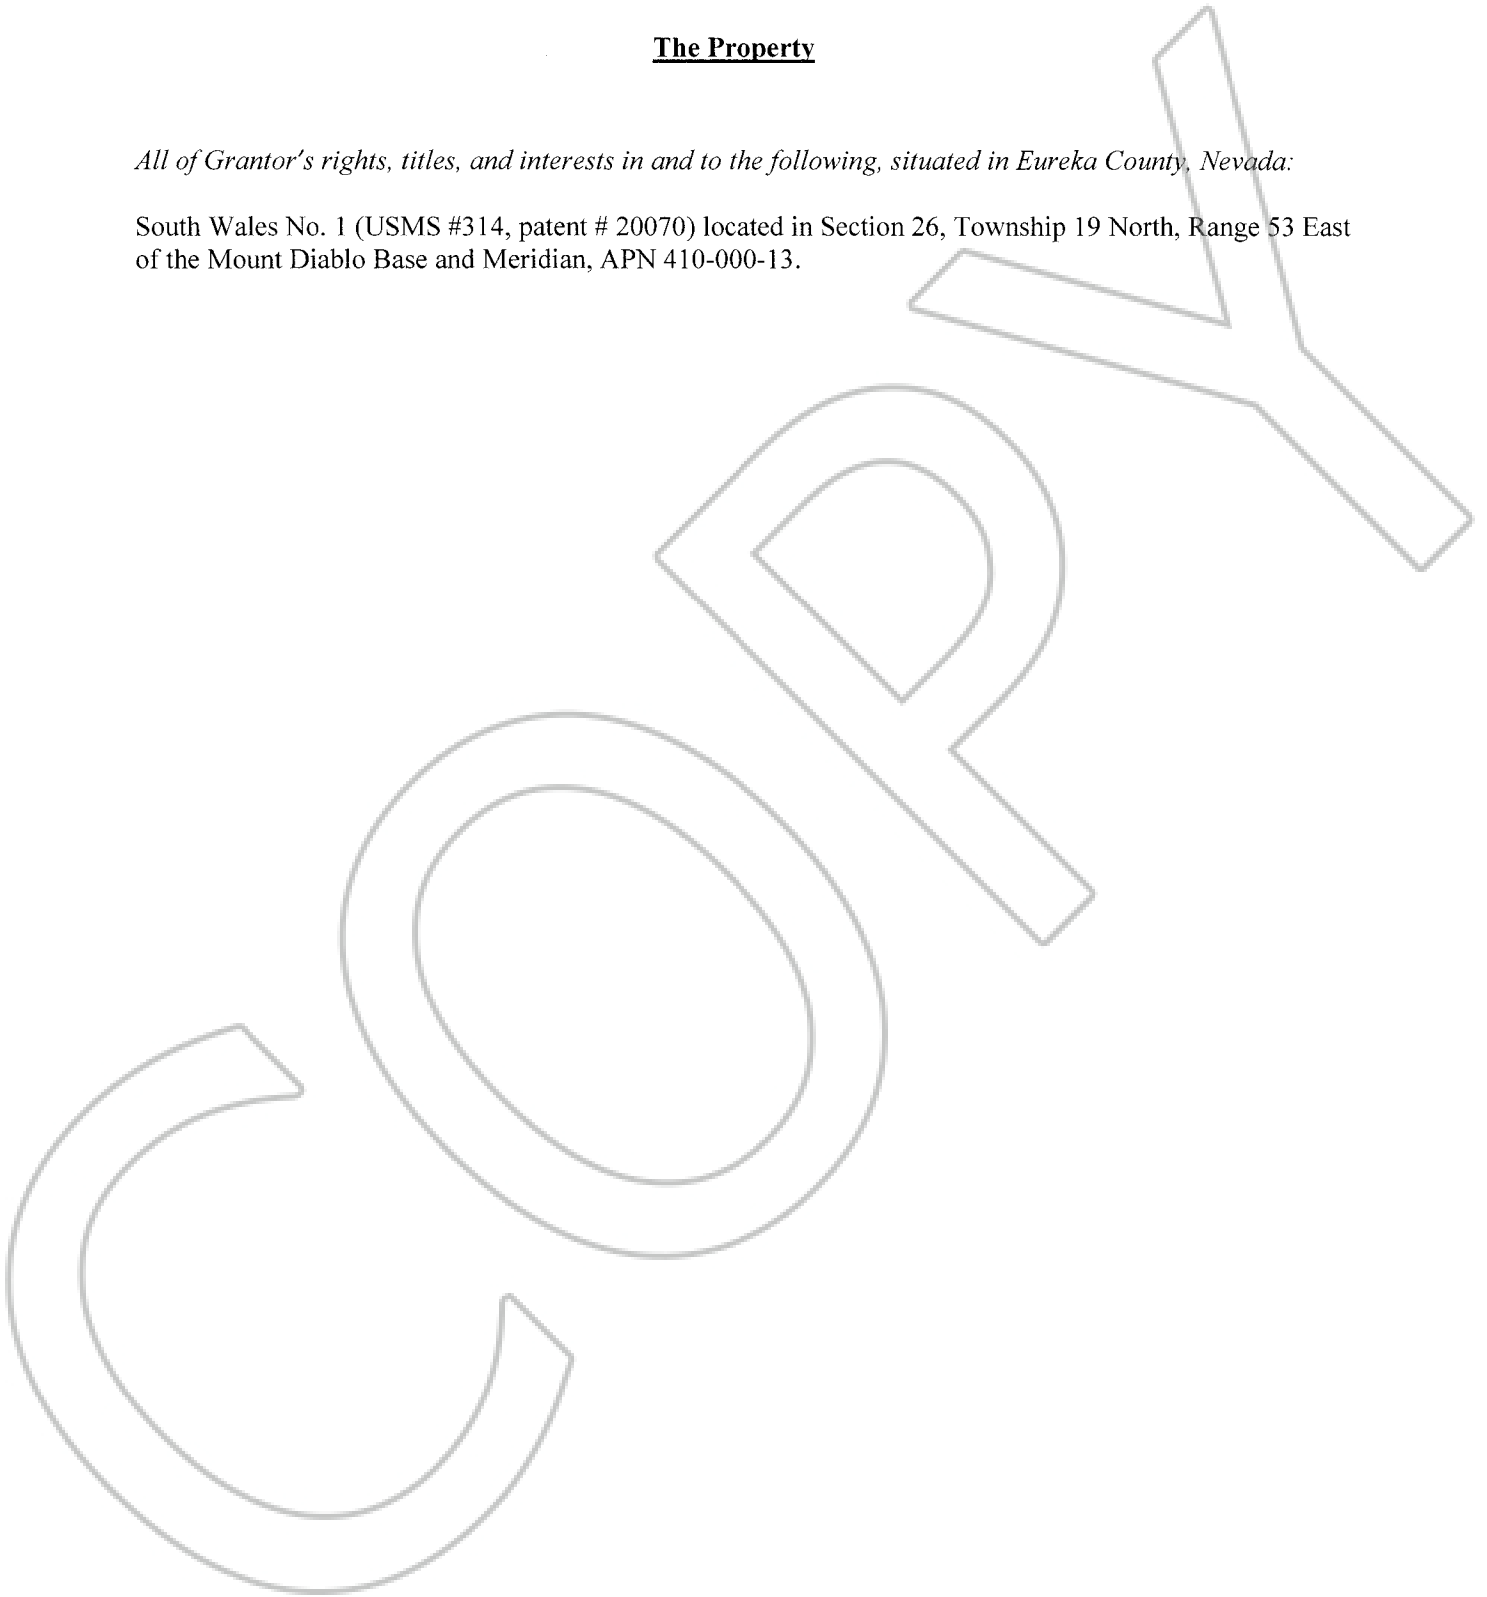 The Property
All of Grantor's rights, titles, and interests in and to the following, situated in Eureka County, Nevada:
South Wales No. 1 (USMS #314, patent # 20070) located in Section 26, Township 19 North, Range 53 East
of the Mount Diablo Base and Meridian, APN 410-000-13.
COPY